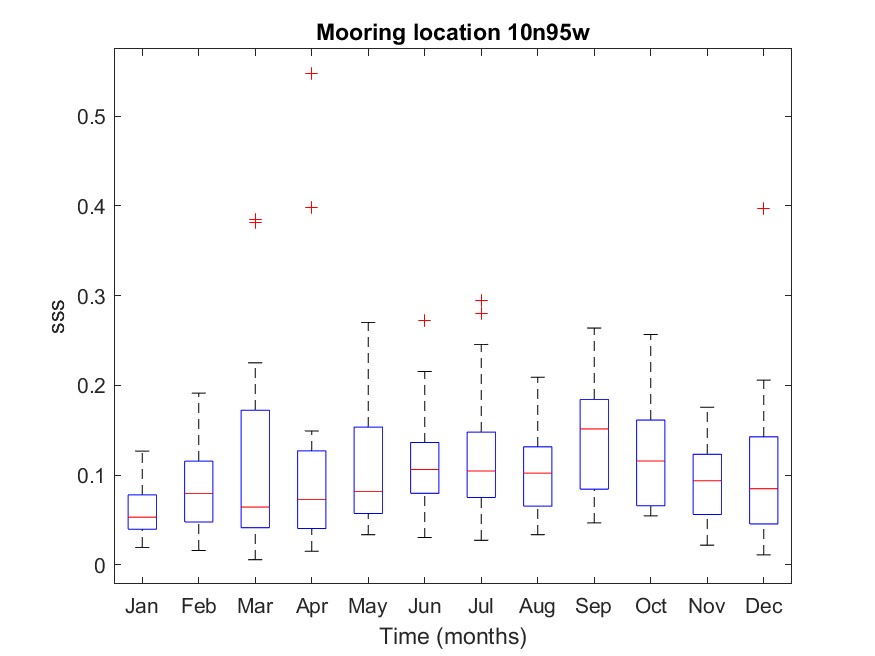 Mooring location 10n95w
0.5
0.4
0.3
0.2
0.1
0
sss
Jan Feb Mar Apr May Jun Jul Aug Sep Oct Nov Dec
Time (months)